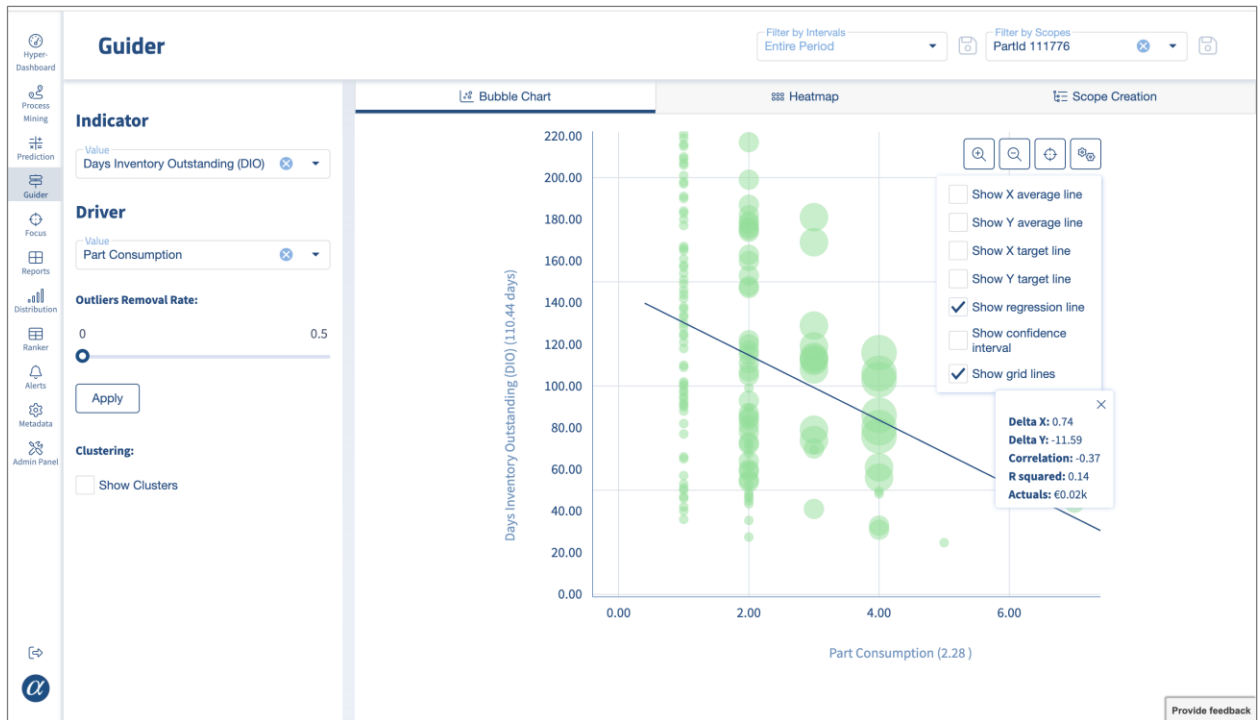 Guider
Filter by Intervals
Entire Period
Filter by Scopes
PartId 111776
Hyper-
Dashboard
Process
Mining
Prediction
Guider
Focus
Reports
Distribution
Ranker
Alerts
Metadata
Admin Panel
α
Indicator
Value
Days Inventory Outstanding (DIO)
Driver
Value
Part Consumption
Outliers Removal Rate:
0 0.5
Apply
Clustering:
Show Clusters
Bubble Chart
Heatmap
Scope Creation
Days Inventory Outstanding (DIO) (110.44 days)
220.00
200.00
180.00
160.00
140.00
120.00
100.00
80.00
60.00
40.00
20.00
0.00
0.00 2.00 4.00 6.00
Part Consumption (2.28 )
Show X average line
Show Y average line
Show X target line
Show Y target line
Show regression line
Show confidence
interval
Show grid lines
Delta X: 0.74
Delta Y: -11.59
Correlation: -0.37
R squared: 0.14
Actuals: €0.02k
Provide feedback